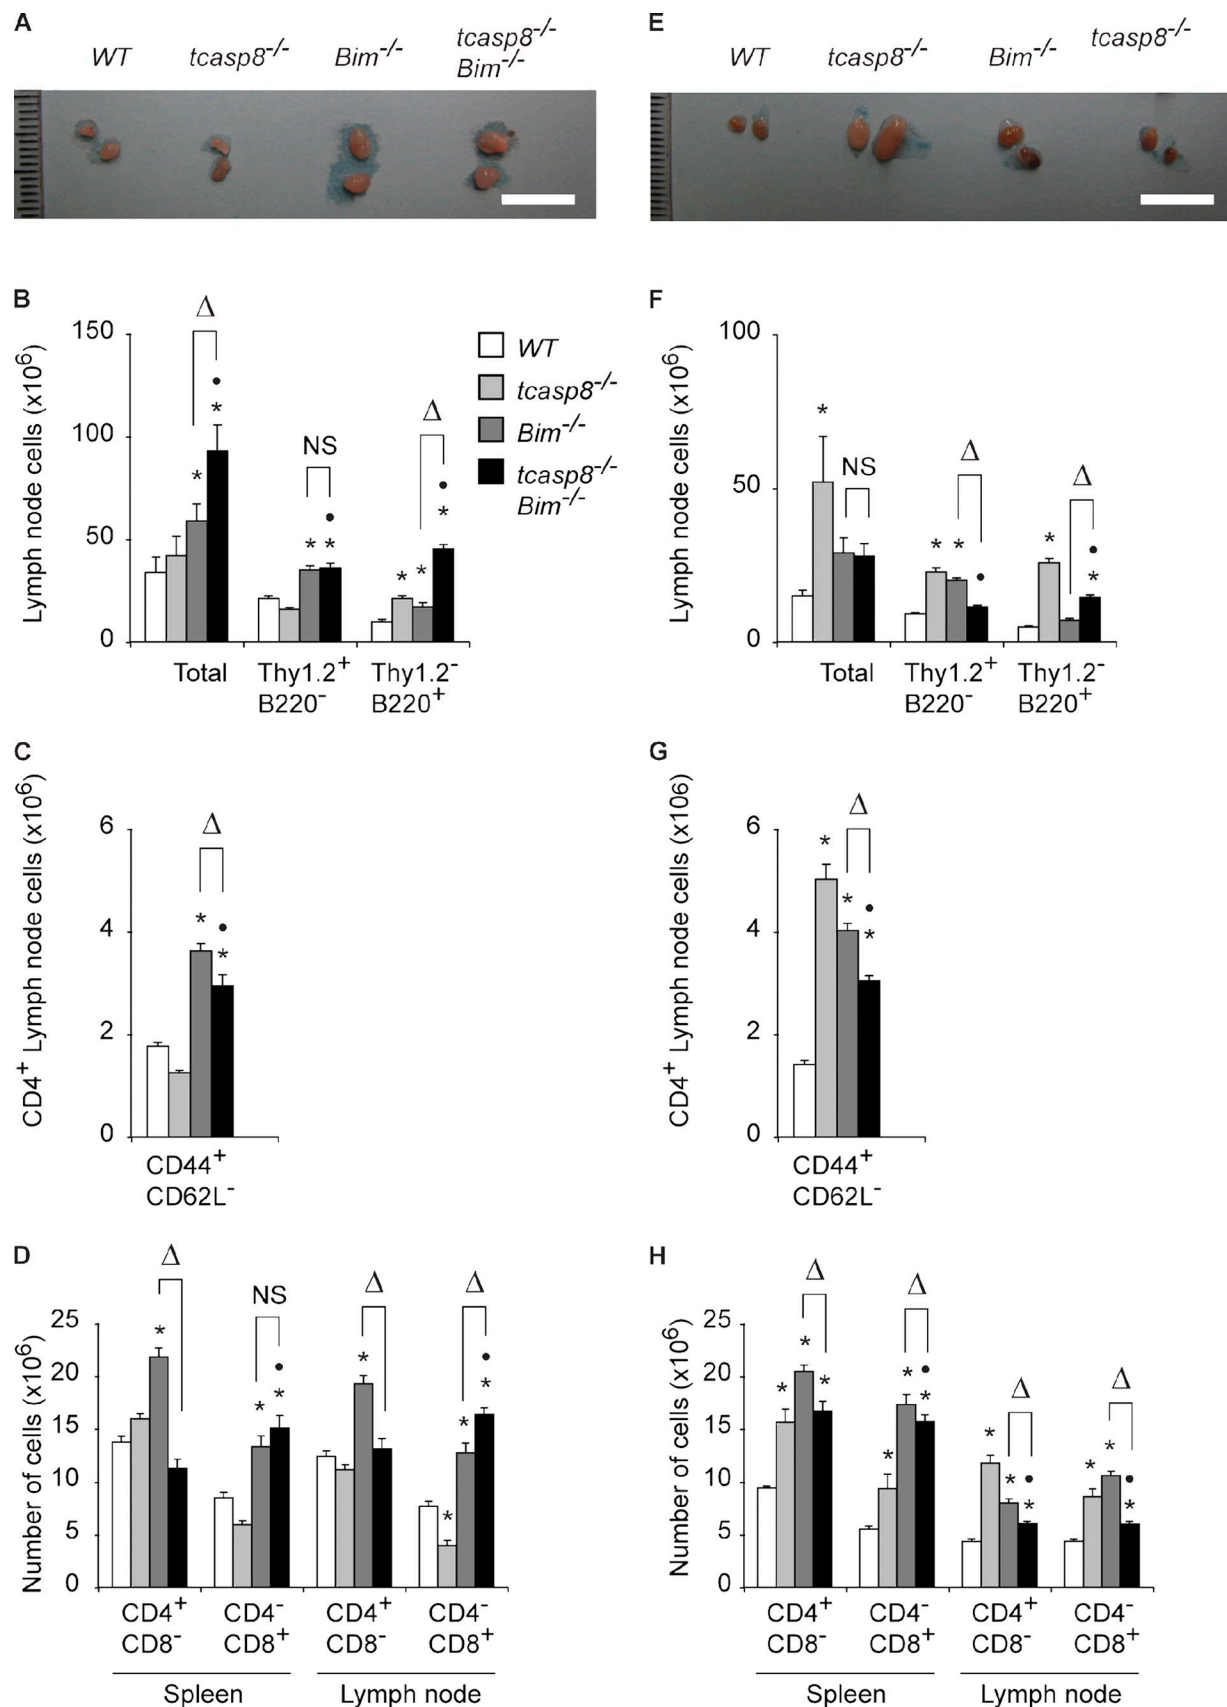 A
WT
tcasp8-/-
Bim-/-
tcasp8-/-
Bim-/-
E
WT
tcasp8-/-
Bim-/-
tcasp8-/-
B
Lymph node cells (x10⁶)
150
100
50
0
Δ
•
*
*
NS
•
* *
Δ
•
*
* *
Total
Thy1.2⁺
B220⁻
Thy1.2⁻
B220⁺
WT
tcasp8-/-
Bim-/-
tcasp8-/-
Bim-/-
F
Lymph node cells (x10⁶)
100
50
0
*
NS
Δ
* *
•
Δ
*
•
*
Total
Thy1.2⁺
B220⁻
Thy1.2⁻
B220⁺
C
CD4⁺ Lymph node cells (x10⁶)
6
4
2
0
Δ
*
•
*
CD44⁺
CD62L⁻
G
CD4⁺ Lymph node cells (x106)
6
4
2
0
Δ
*
*
•
*
CD44⁺
CD62L⁻
D
Number of cells (x10⁶)
25
20
15
10
5
0
Δ
*
NS
•
* *
Δ
*
Δ
•
*
*
*
CD4⁺
CD8⁻
CD4⁻
CD8⁺
CD4⁺
CD8⁻
CD4⁻
CD8⁺
Spleen
Lymph node
H
Number of cells (x10⁶)
25
20
15
10
5
0
Δ
*
* *
Δ
* •
*
*
Δ
*
* •
*
Δ
*
* •
*
CD4⁺
CD8⁻
CD4⁻
CD8⁺
CD4⁺
CD8⁻
CD4⁻
CD8⁺
Spleen
Lymph node